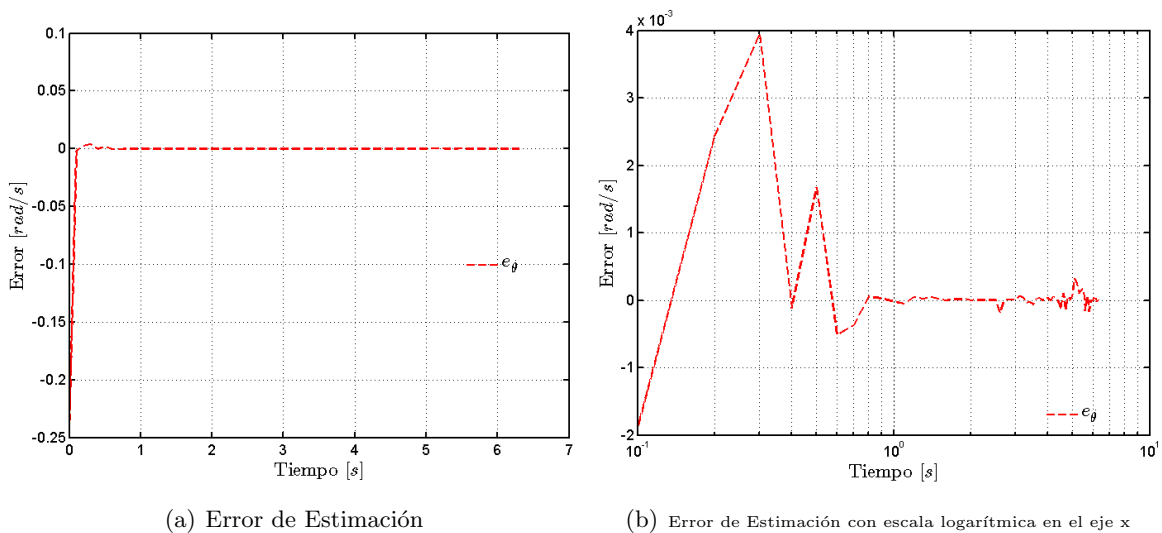 0.1
0.05
0
-0.05
-0.1
-0.15
-0.2
-0.25
0 1 2 3 4 5 6 7
Error [rad/s]
Tiempo [s]
e_θ
(a) Error de Estimación
x 10^-3
4
3
2
1
0
-1
-2
10^-1 10^0 10^1
Error [rad/s]
Tiempo [s]
e_θ
(b) Error de Estimación con escala logarítmica en el eje x